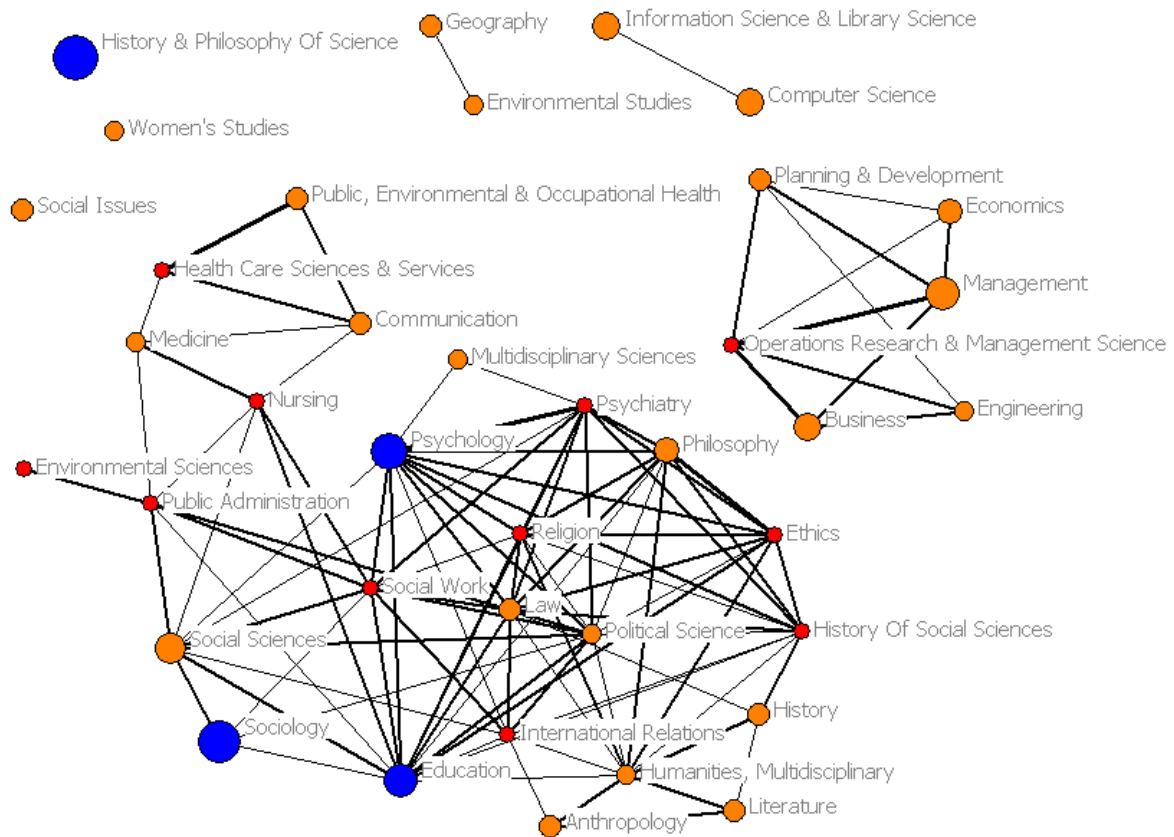 Geography
Information Science & Library Science
History & Philosophy Of Science
Environmental Studies
Computer Science
Women's Studies
Planning & Development
Public, Environmental & Occupational Health
Social Issues
Economics
Health Care Sciences & Services
Management
Communication
Medicine
Operations Research & Management Science
Multidisciplinary Sciences
Nursing
Psychiatry
Engineering
Business
Psychology
Philosophy
Environmental Sciences
Public Administration
Religion
Ethics
Social Work
Law
Social Sciences
Political Science
History Of Social Sciences
History
Sociology
International Relations
Education
Humanities, Multidisciplinary
Literature
Anthropology